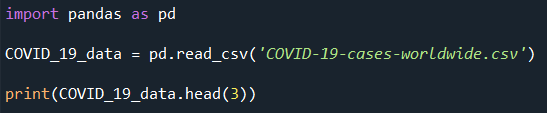 import pandas as pd
COVID_19_data = pd.read_csv('COVID-19-cases-worldwide.csv')
print(COVID_19_data.head(3))